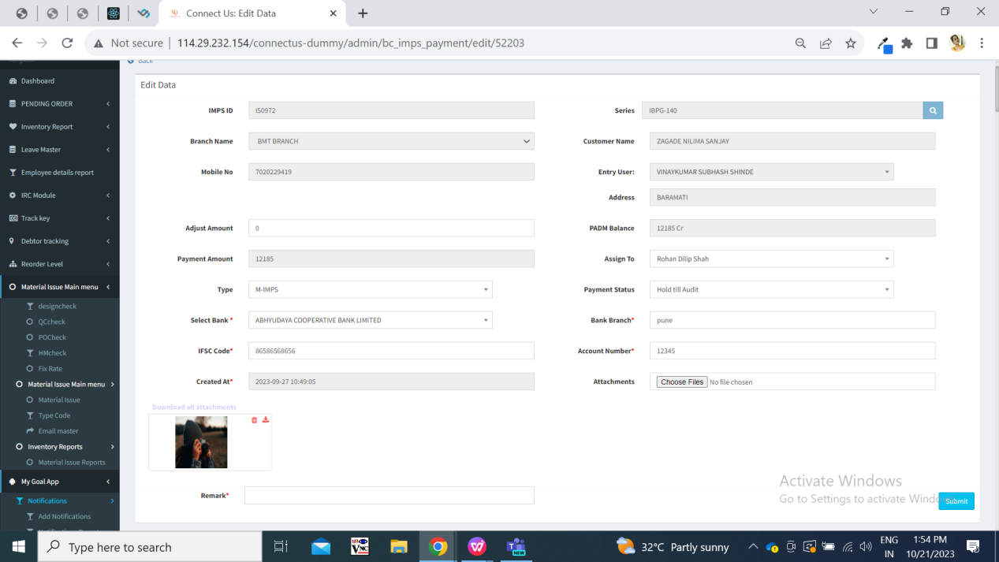 Connect Us: Edit Data
Not secure | 114.29.232.154/connectus-dummy/admin/bc_imps_payment/edit/52203
Back
Dashboard
PENDING ORDER
Inventory Report
Leave Master
Employee details report
IRC Module
Track key
Debtor tracking
Reorder Level
Material Issue Main menu
designcheck
QCcheck
POCheck
HMcheck
Fix Rate
Material Issue Main menu
Material Issue
Type Code
Email master
Inventory Reports
Material Issue Reports
My Goal App
Notifications
Add Notifications
Edit Data
IMPS ID I50972 Series IBPG-140
Branch Name BMT BRANCH Customer Name ZAGADE NILIMA SANJAY
Mobile No 7020229419 Entry User: VINAYKUMAR SUBHASH SHINDE
Address BARAMATI
Adjust Amount 0 PADM Balance 12185 Cr
Payment Amount 12185 Assign To Rohan Dilip Shah
Type M-IMPS Payment Status Hold till Audit
Select Bank * ABHYUDAYA COOPERATIVE BANK LIMITED Bank Branch* pune
IFSC Code* 86586568656 Account Number* 12345
Created At* 2023-09-27 10:49:05 Attachments Choose Files No file chosen
Download all attachments
Remark*
Activate Windows
Go to Settings to activate Windo
Submit
Type here to search
32°C Partly sunny
ENG
IN
1:54 PM
10/21/2023